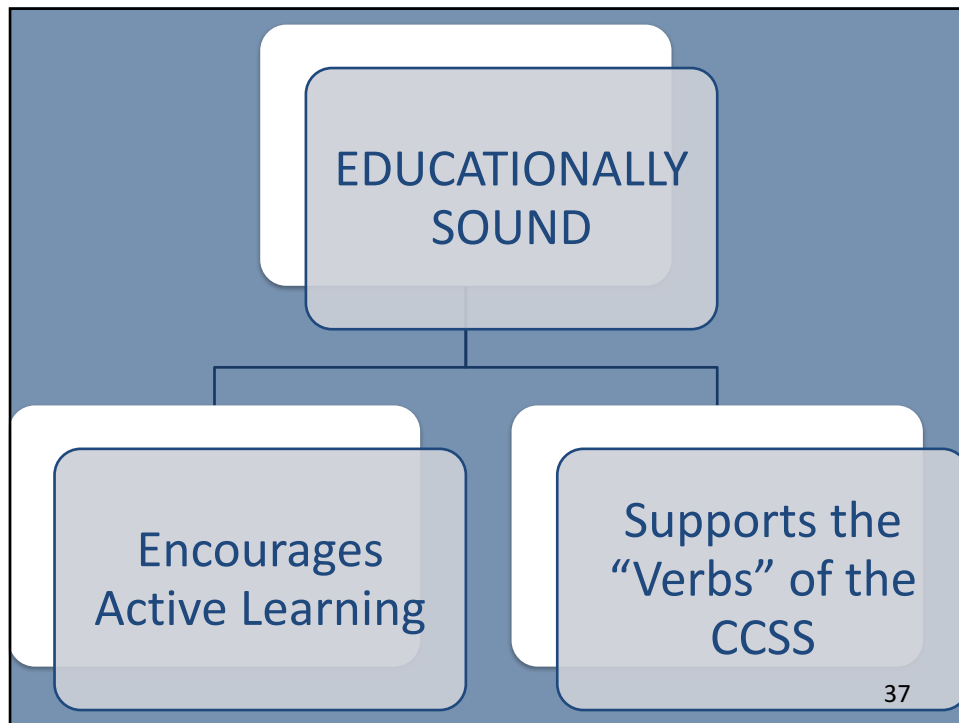 EDUCATIONALLY
SOUND
Encourages
Active Learning
Supports the
“Verbs” of the
CCSS
37